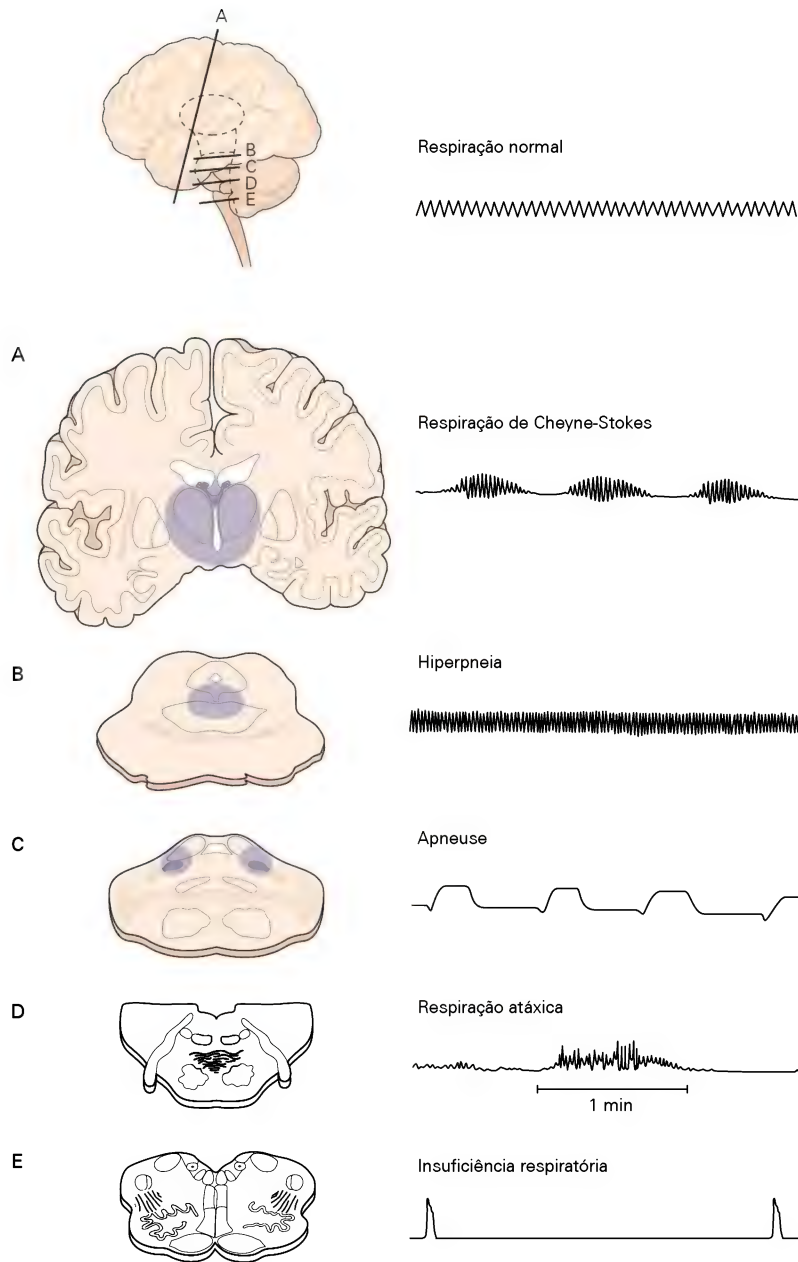 A
B
C
D
E
Respiração normal
A
Respiração de Cheyne-Stokes
B
Hiperpneia
C
Apneuse
D
Respiração atáxica
1 min
E
Insuficiência respiratória